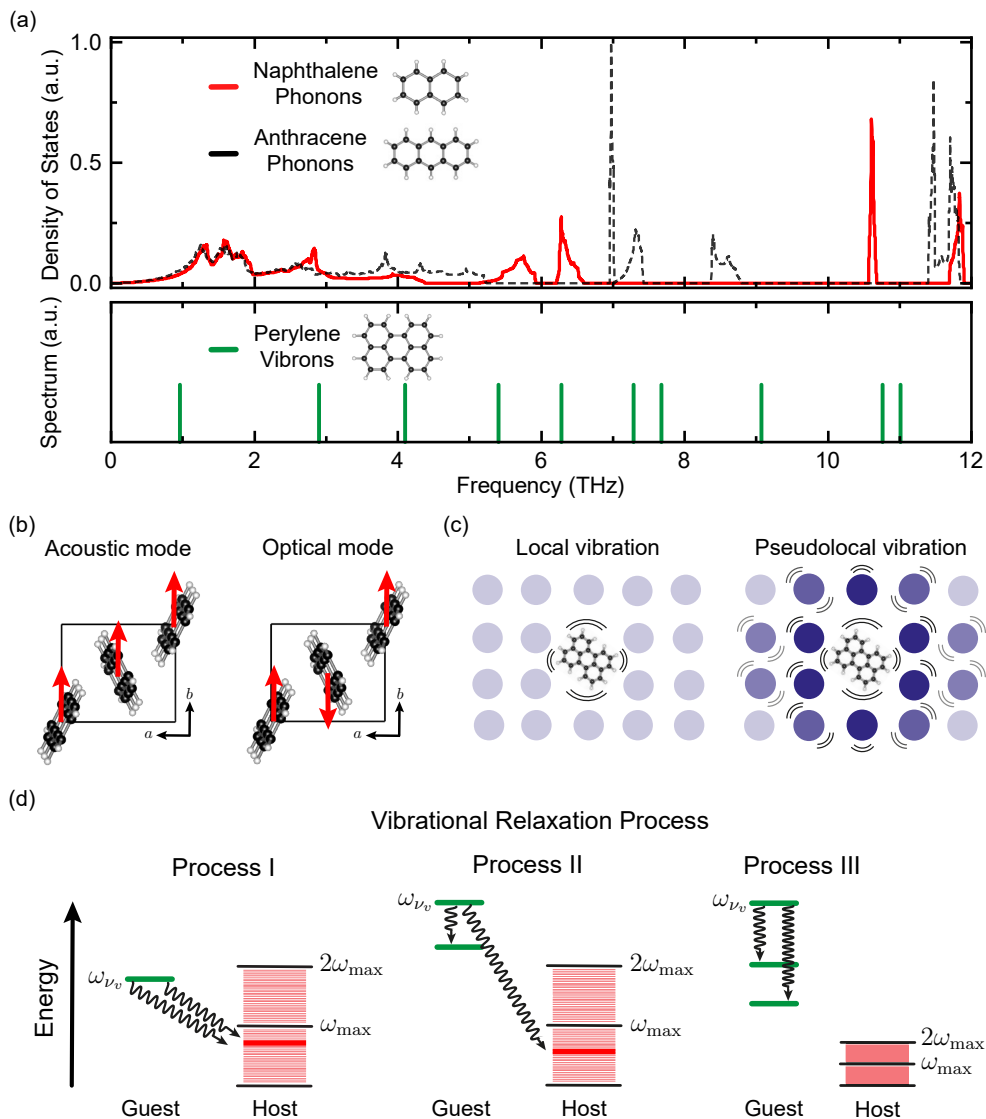 (a)
Density of States (a.u.)
1.0
0.5
0.0
Naphthalene
Phonons
Anthracene
Phonons
Spectrum (a.u.)
Perylene
Vibrons
0 2 4 6 8 10 12
Frequency (THz)
(b)
Acoustic mode
Optical mode
b
a
b
a
(c)
Local vibration
Pseudolocal vibration
(d)
Vibrational Relaxation Process
Process I
Process II
Process III
Energy
ω_{ν_v}
2ω_max
ω_max
Guest Host
ω_{ν_v}
2ω_max
ω_max
Guest Host
ω_{ν_v}
2ω_max
ω_max
Guest Host